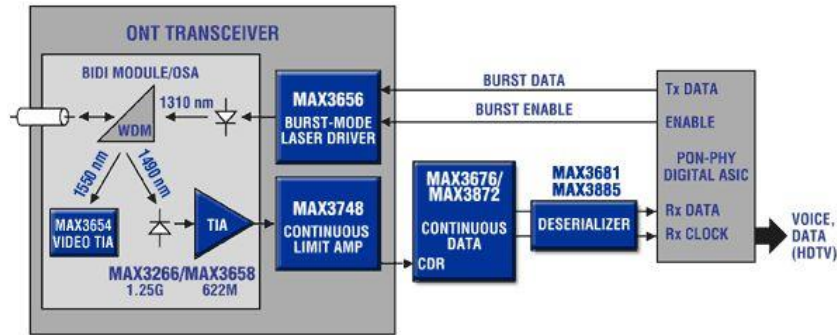 ONT TRANSCEIVER
BIDI MODULE/OSA
1310 nm
WDM
1550 nm
1490 nm
MAX3654
VIDEO TIA
TIA
MAX3266/MAX3658
1.25G 622M
MAX3656
BURST-MODE
LASER DRIVER
MAX3748
CONTINUOUS
LIMIT AMP
BURST DATA
BURST ENABLE
MAX3676/
MAX3872
CONTINUOUS
DATA
CDR
MAX3681
MAX3885
DESERIALIZER
Tx DATA
ENABLE
PON-PHY
DIGITAL ASIC
Rx DATA
Rx CLOCK
VOICE,
DATA
(HDTV)